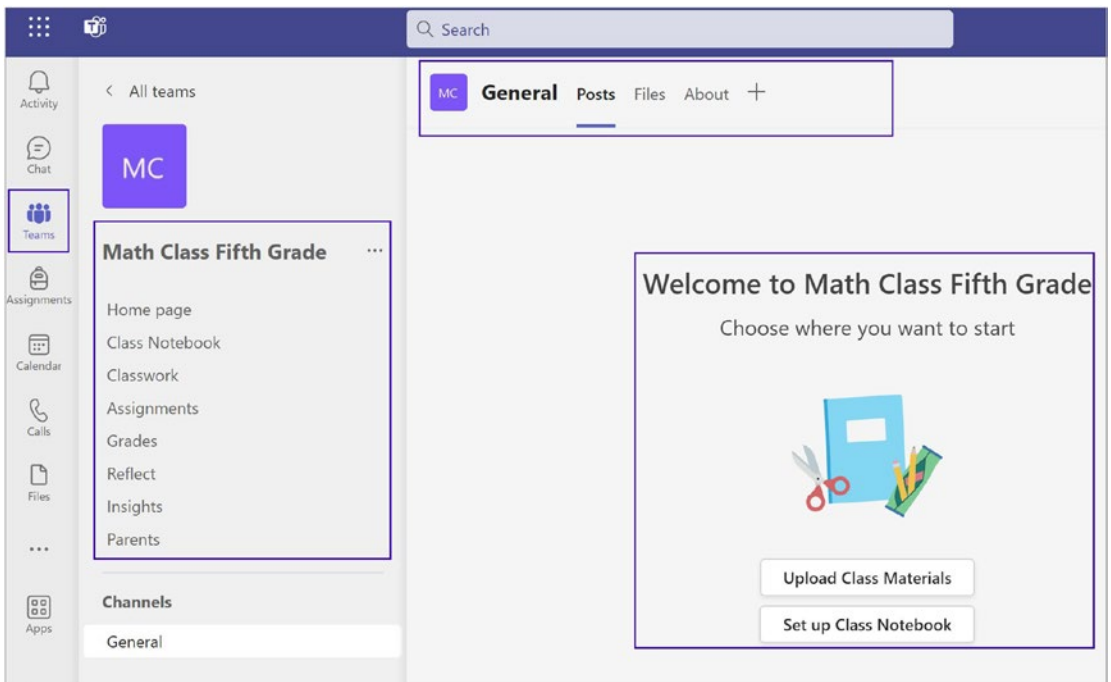 Search
Activity
Chat
Teams
Assignments
Calendar
Calls
Files
...
Apps
All teams
MC
Math Class Fifth Grade ...
Home page
Class Notebook
Classwork
Assignments
Grades
Reflect
Insights
Parents
Channels
General
MC General Posts Files About +
Welcome to Math Class Fifth Grade
Choose where you want to start
Upload Class Materials
Set up Class Notebook